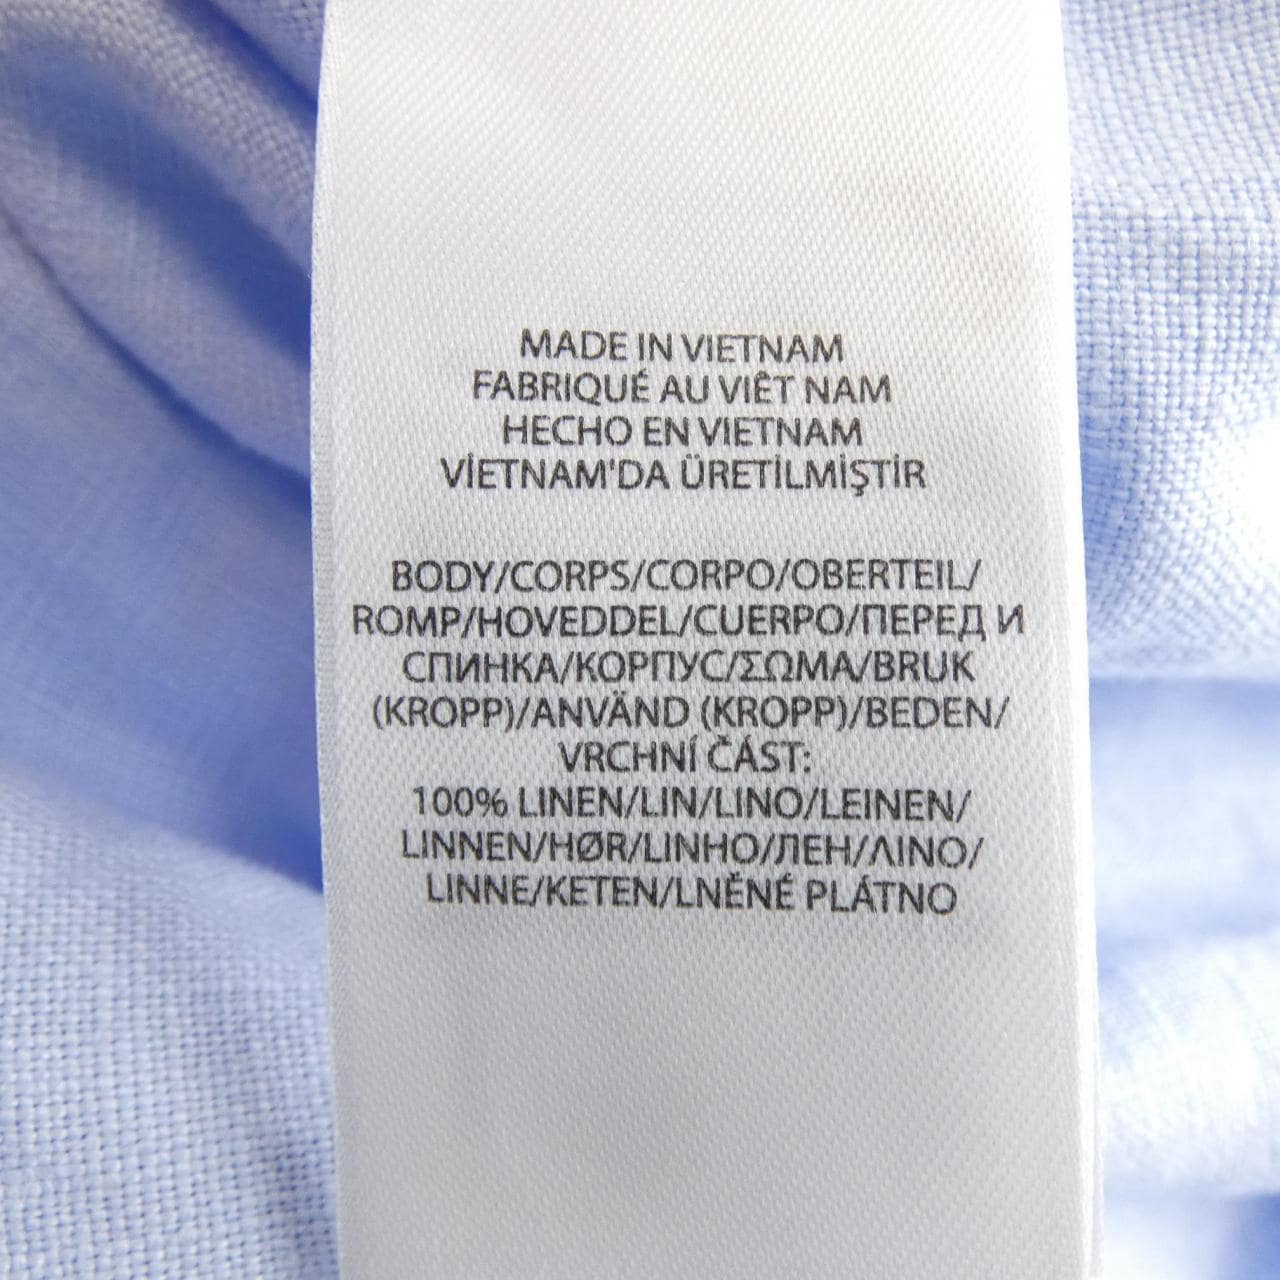 MADE IN VIETNAM
FABRIQUÉ AU VIÊT NAM
HECHO EN VIETNAM
VİETNAM'DA ÜRETİLMİŞTİR
BODY/CORPS/CORPO/OBERTEIL/
ROMP/HOVEDDEL/CUERPO/ПЕРЕД И
СПИНКА/КОРПУС/ΣΩΜΑ/BRUK
(KROPP)/ANVÄND (KROPP)/BEDEN/
VRCHNÍ ČÁST:
100% LINEN/LIN/LINO/LEINEN/
LINNEN/HØR/LINHO/ЛЕН/ΛΙΝΟ/
LINNE/KETEN/LNĚNÉ PLÁTNO